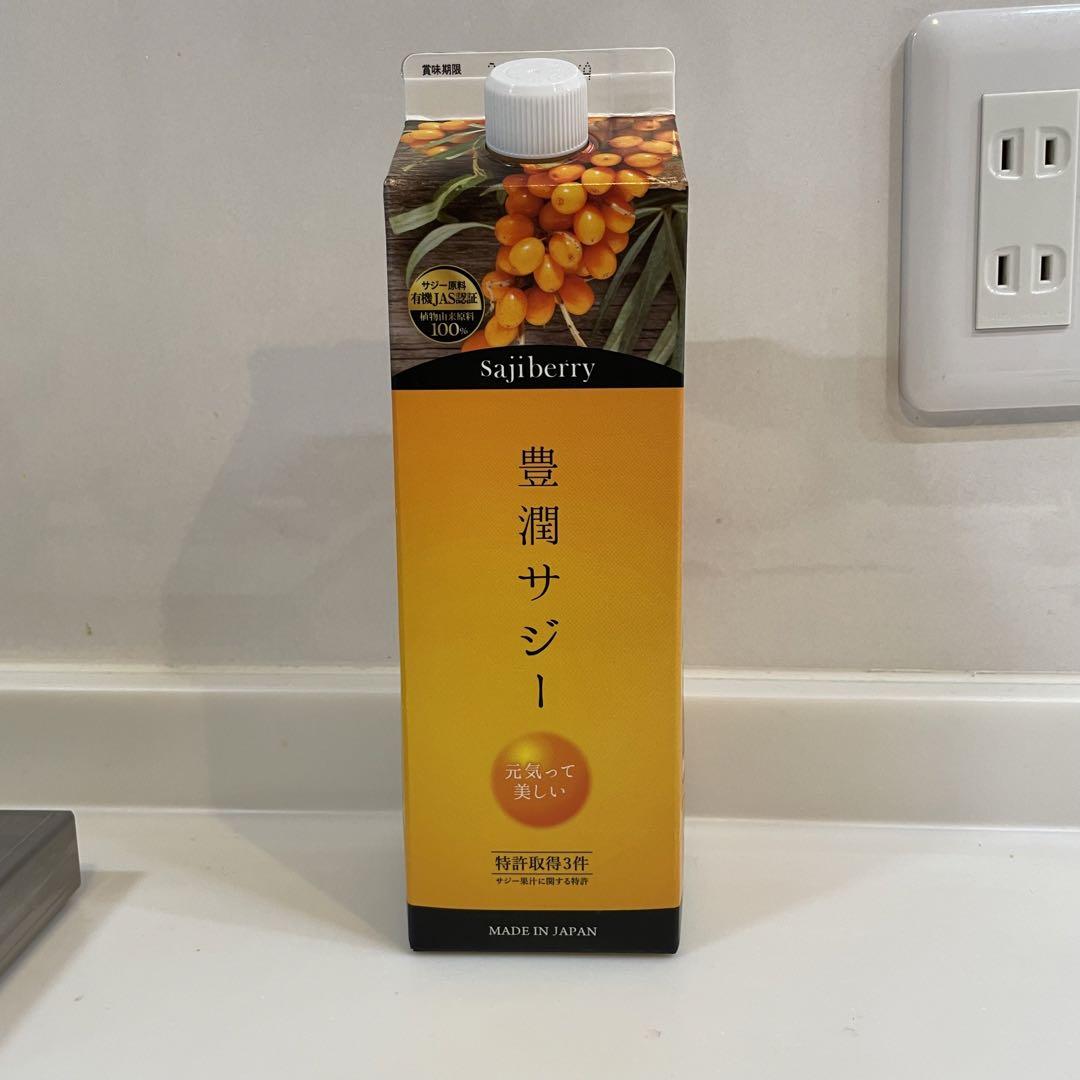 賞味期限
サジー原料
有機JAS認証
植物由来原料
100%
Sajiberry
豊潤サジー
元気って
美しい
特許取得3件
サジー果汁に関する特許
MADE IN JAPAN